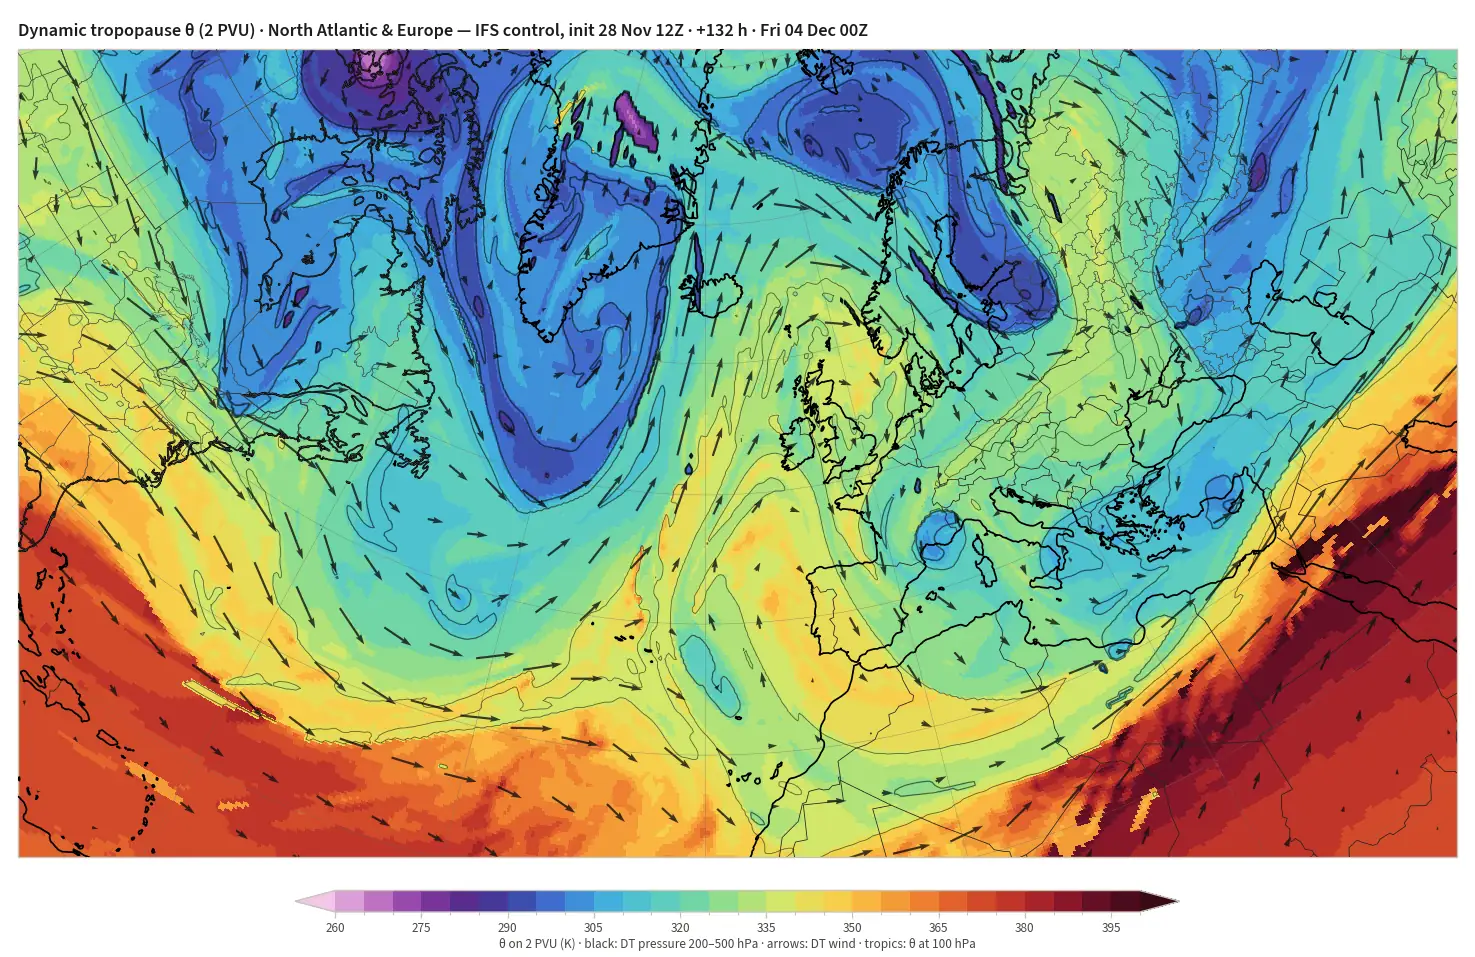 Dynamic tropopause θ (2 PVU) · North Atlantic & Europe — IFS control, init 28 Nov 12Z · +132 h · Fri 04 Dec 00Z
260 275 290 305 320 335 350 365 380 395
θ on 2 PVU (K) · black: DT pressure 200–500 hPa · arrows: DT wind · tropics: θ at 100 hPa